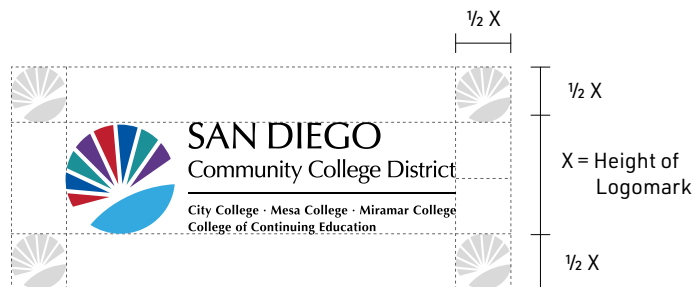 ½ X
½ X
SAN DIEGO
Community College District
X = Height of
Logomark
City College · Mesa College · Miramar College
College of Continuing Education
½ X